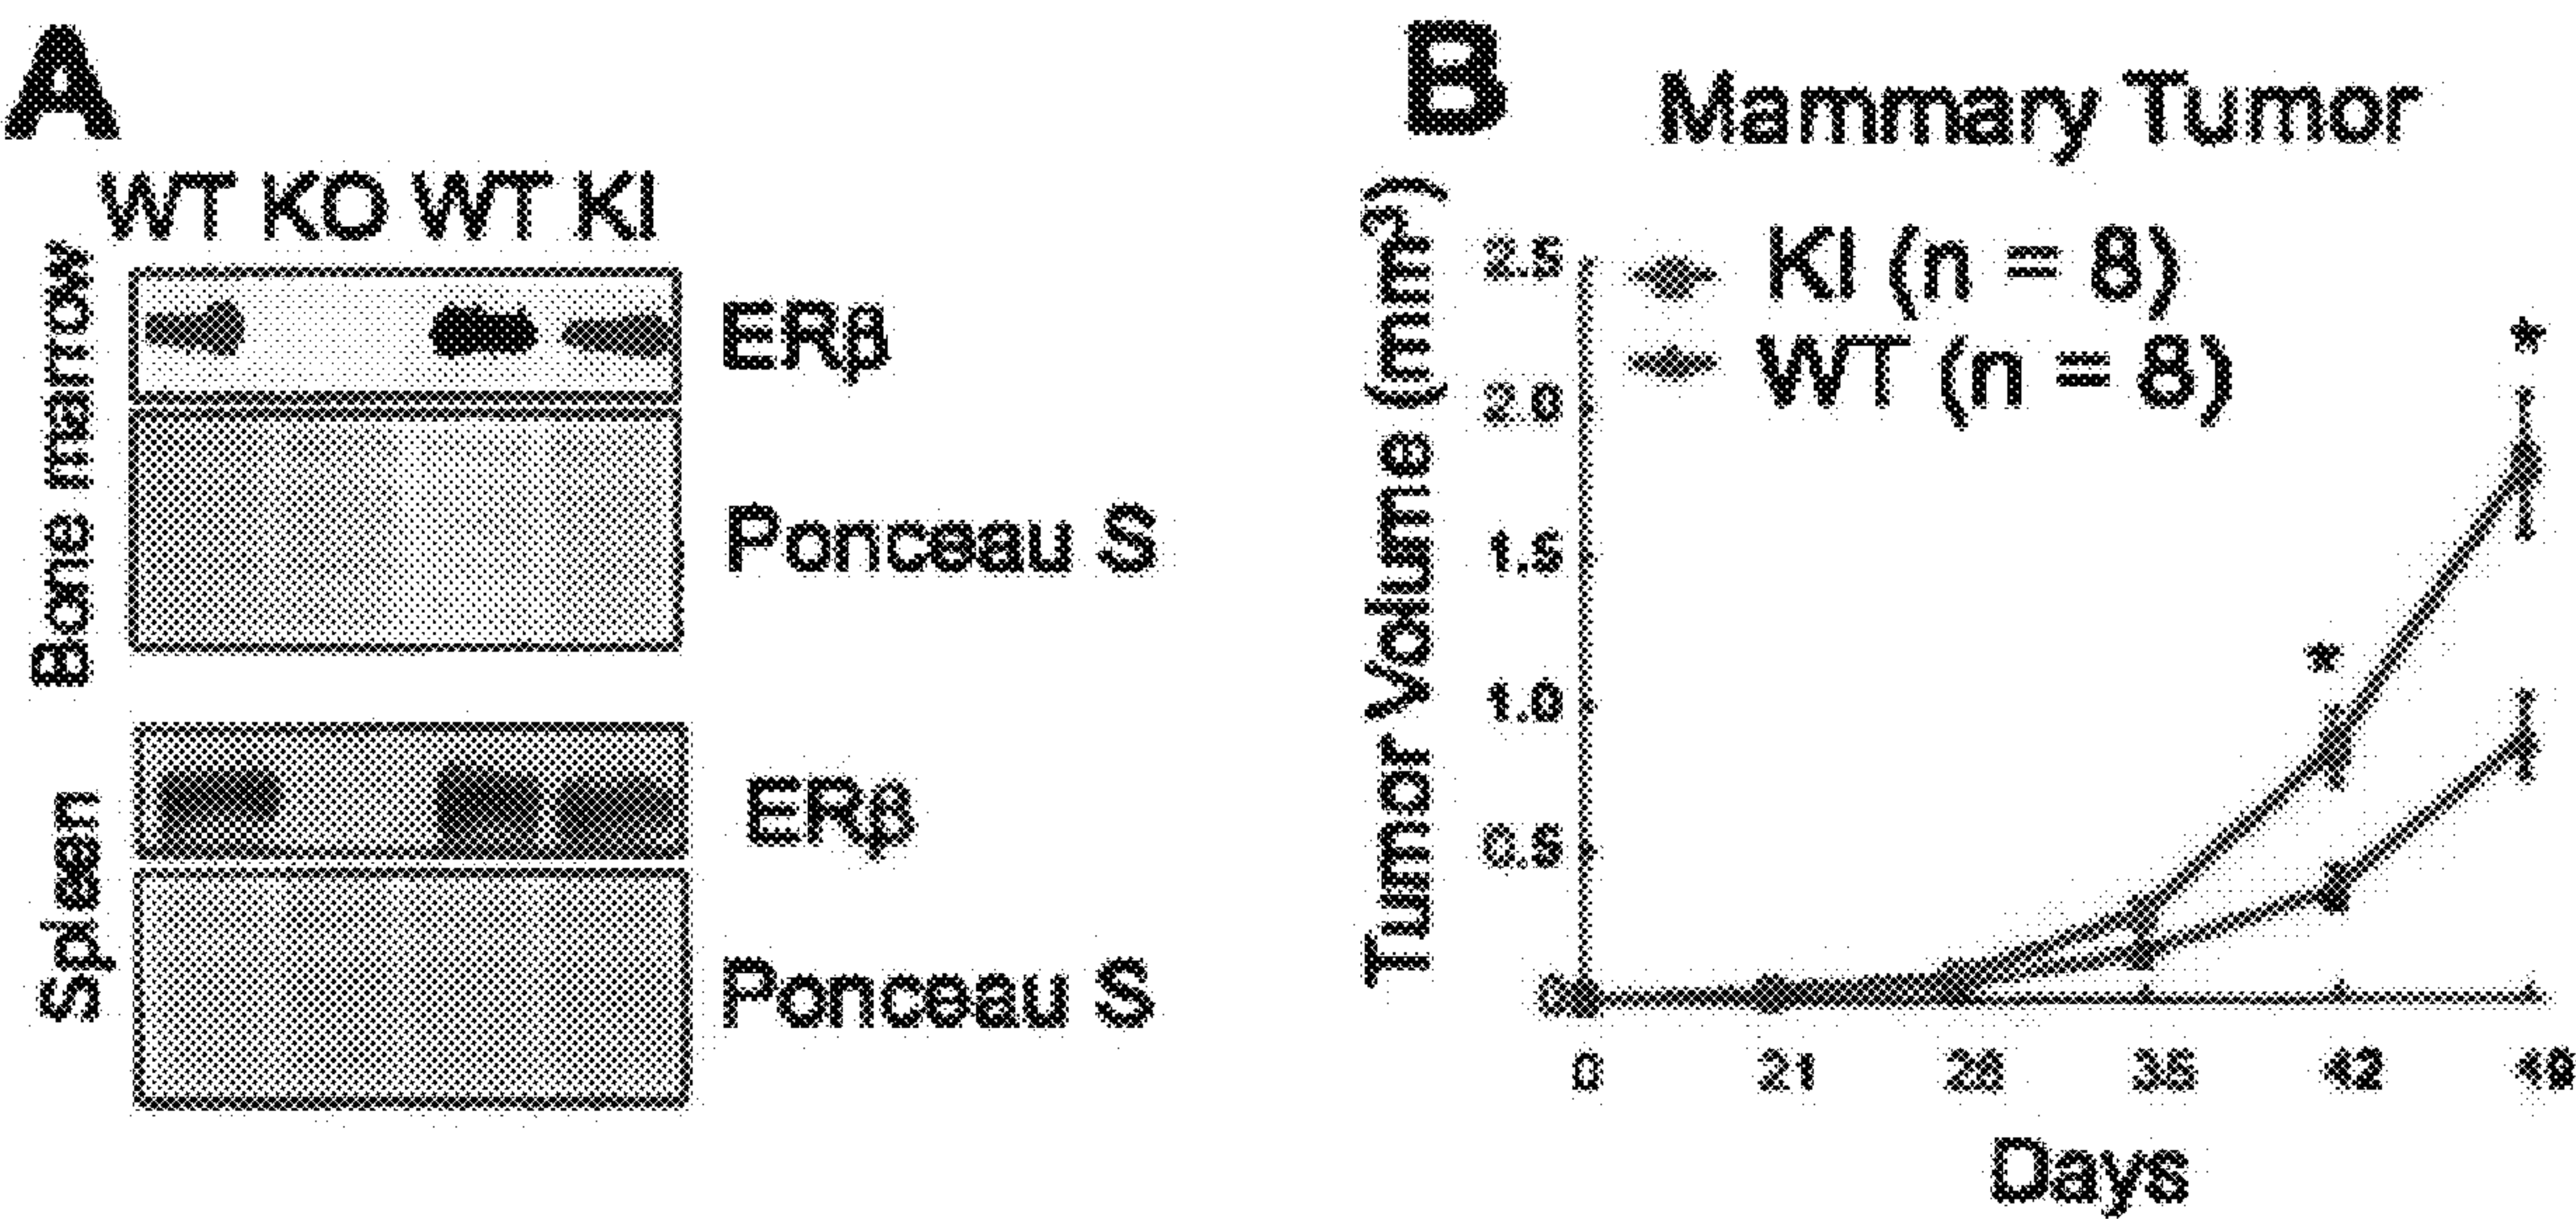 A
WT KO WT KI
Bone marrow
ERβ
Ponceau S
Spleen
ERβ
Ponceau S
B
Mammary Tumor
Tumor Volume (mm³)
2.5
2.0
1.5
1.0
0.5
0
KI (n = 8)
WT (n = 8)
*
*
0 21 28 35 42 49
Days